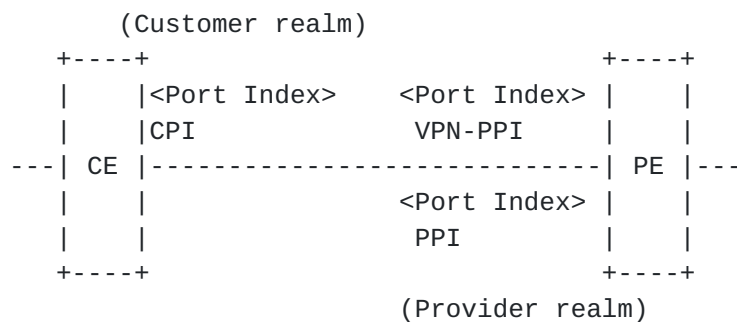 (Customer realm)
+----+ +----+
| |<Port Index> <Port Index> | |
| |CPI VPN-PPI | |
---| CE |-----------------------------| PE |---
| | <Port Index> | |
| | PPI | |
+----+ +----+
(Provider realm)